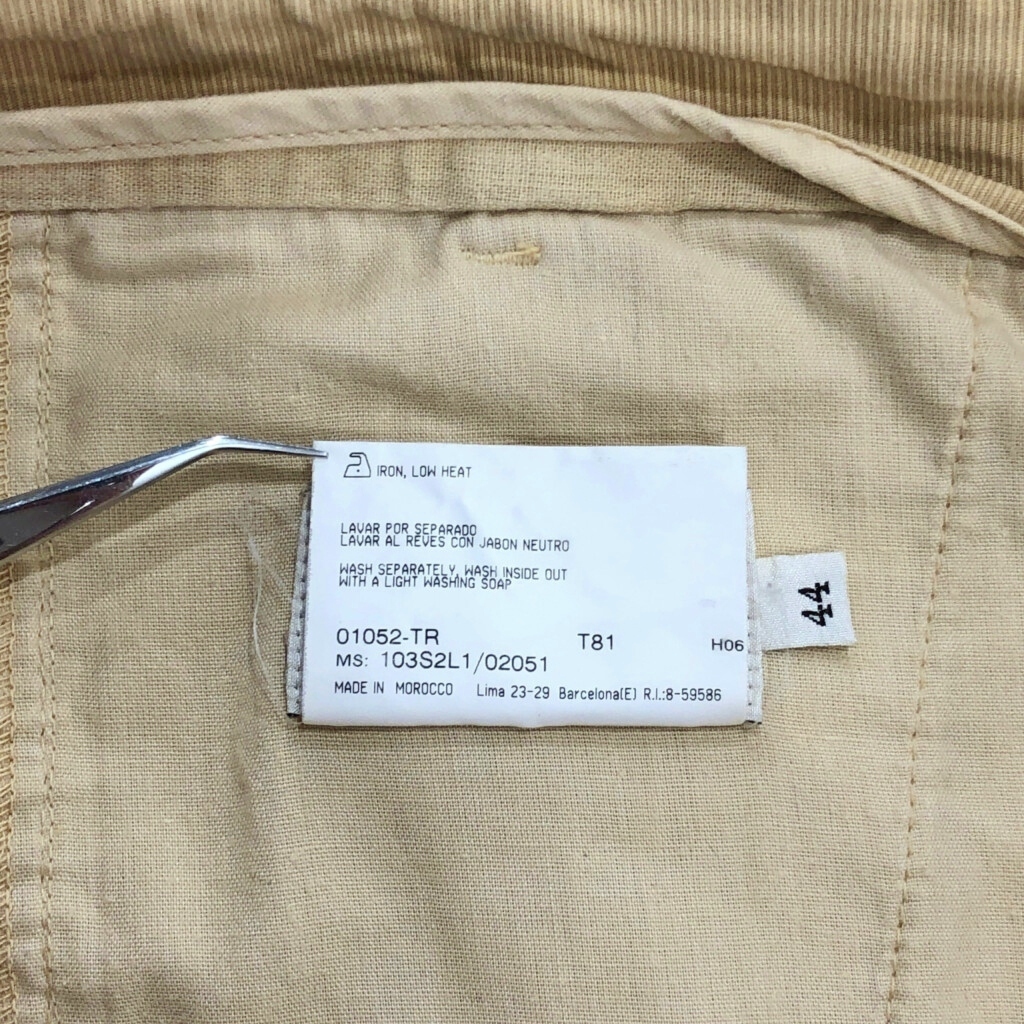 IRON, LOW HEAT
LAVAR POR SEPARADO
LAVAR AL REVES CON JABON NEUTRO
WASH SEPARATELY, WASH INSIDE OUT
WITH A LIGHT WASHING SOAP
01052-TR T81 H06
MS: 103S2L1/02051
MADE IN MOROCCO Lima 23-29 Barcelona(E) R.I.:8-59586
44